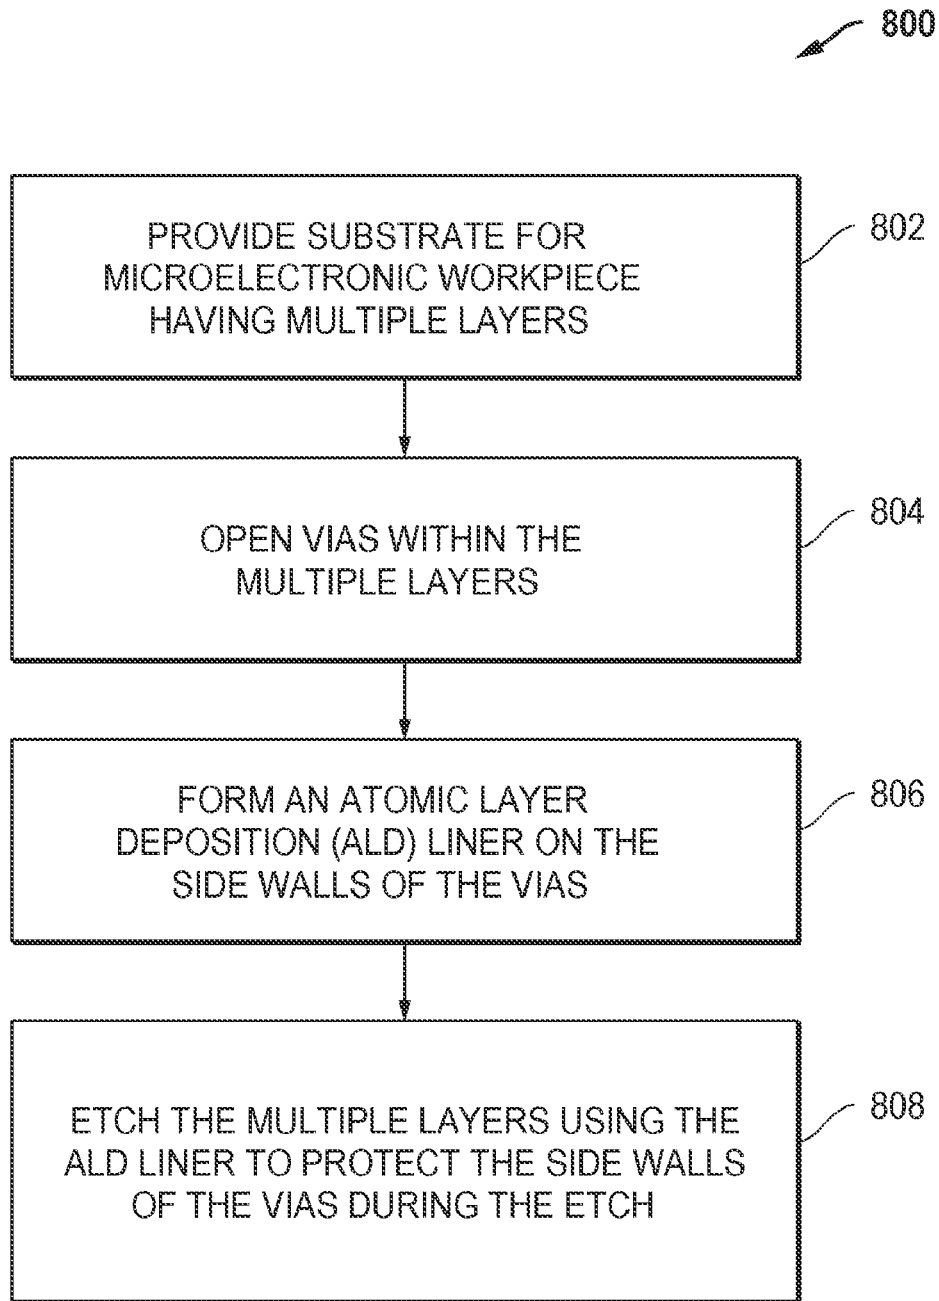 800
PROVIDE SUBSTRATE FOR
MICROELECTRONIC WORKPIECE
HAVING MULTIPLE LAYERS
802
OPEN VIAS WITHIN THE
MULTIPLE LAYERS
804
FORM AN ATOMIC LAYER
DEPOSITION (ALD) LINER ON THE
SIDE WALLS OF THE VIAS
806
ETCH THE MULTIPLE LAYERS USING THE
ALD LINER TO PROTECT THE SIDE WALLS
OF THE VIAS DURING THE ETCH
808